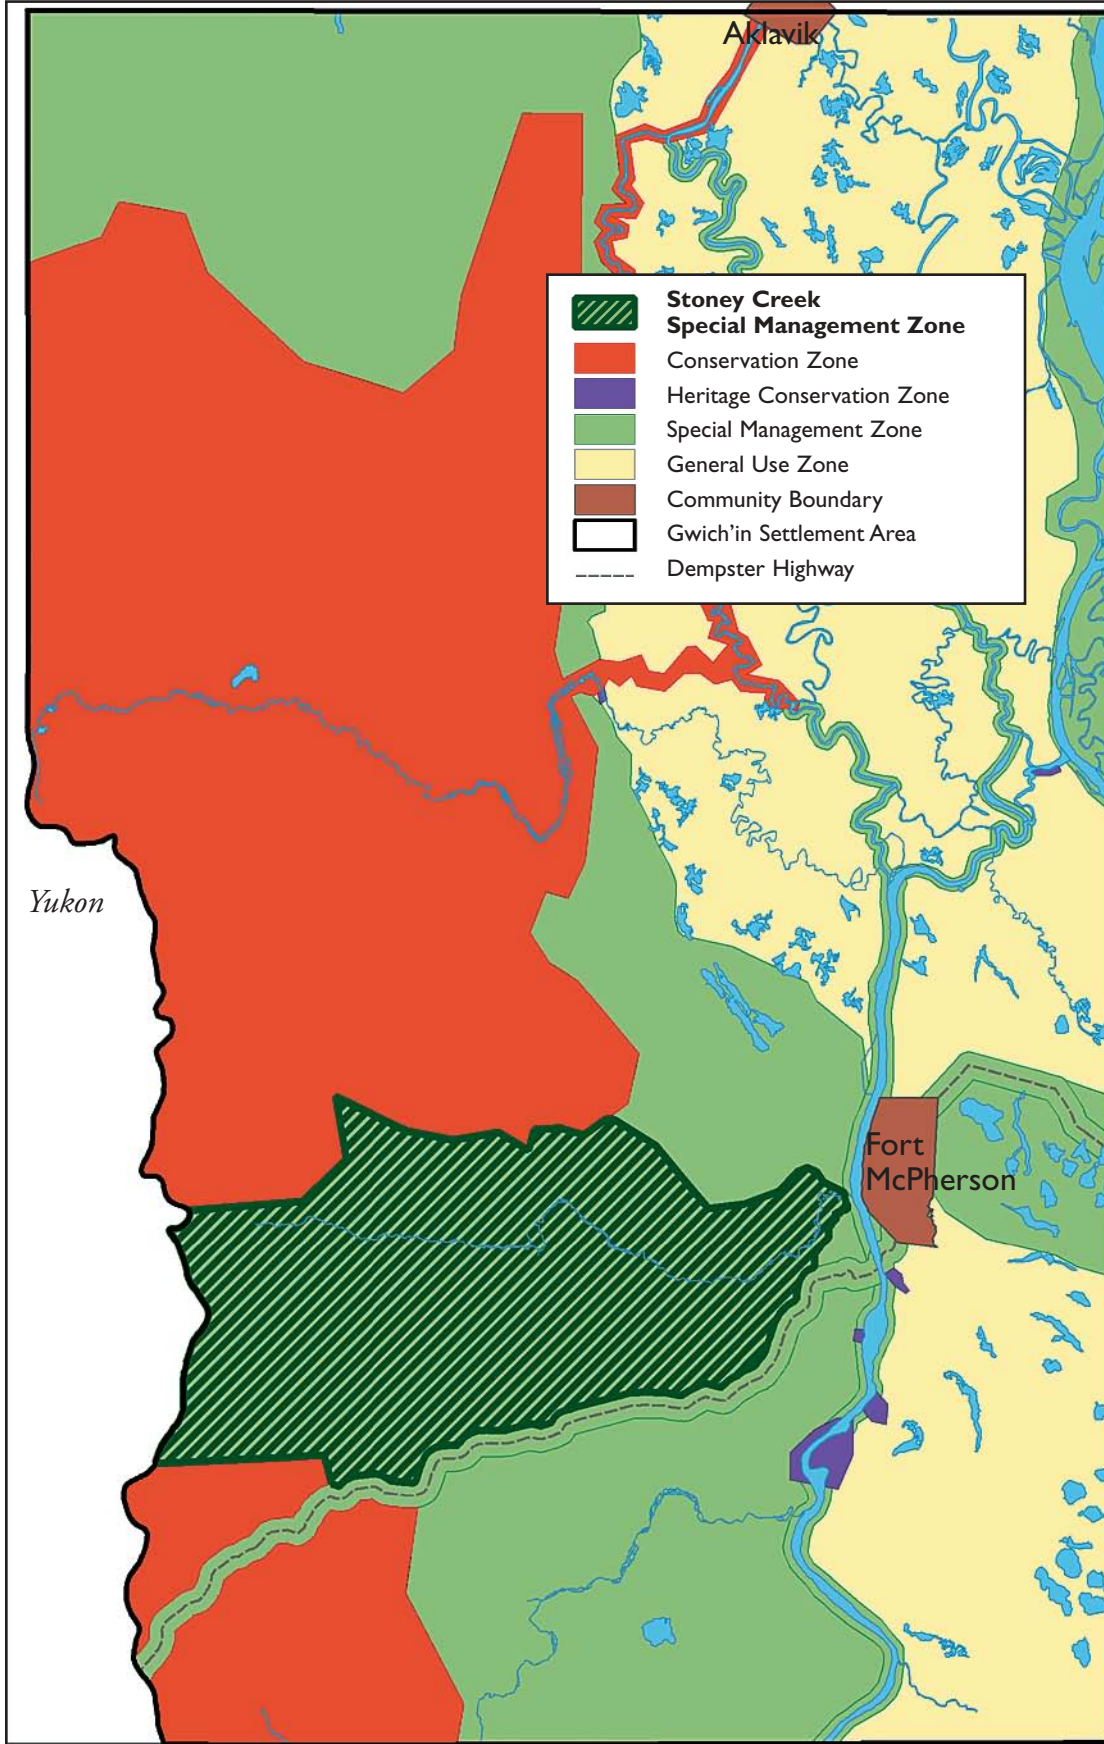 Aklavik
Stoney Creek
Special Management Zone
Conservation Zone
Heritage Conservation Zone
Special Management Zone
General Use Zone
Community Boundary
Gwich'in Settlement Area
Dempster Highway
Yukon
Fort
McPherson